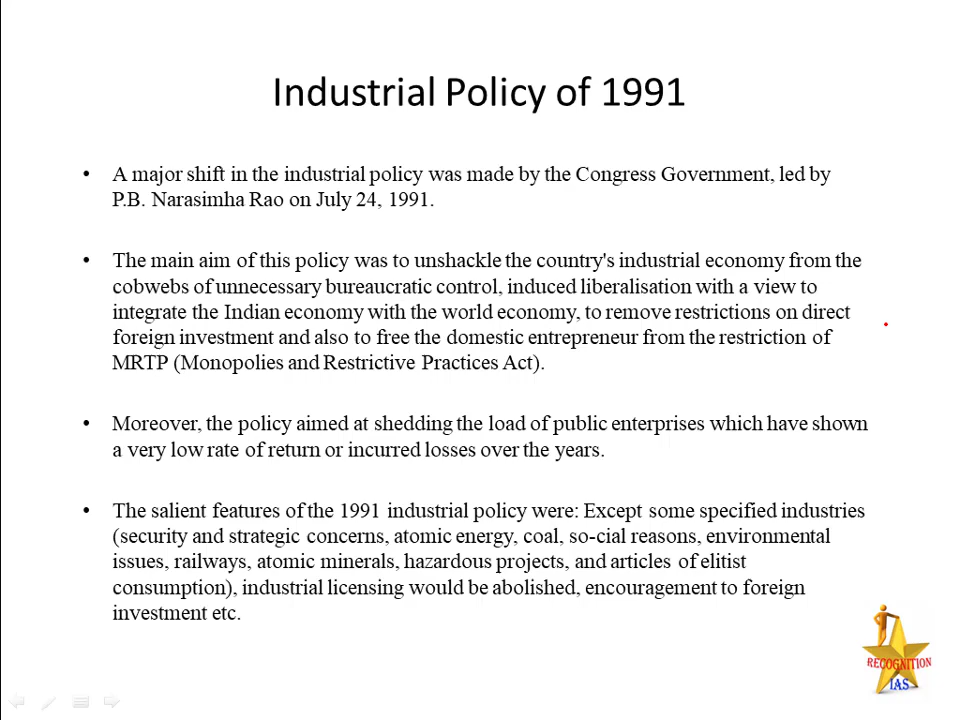 Industrial Policy of 1991
• A major shift in the industrial policy was made by the Congress Government, led by
P.B. Narasimha Rao on July 24, 1991.
• The main aim of this policy was to unshackle the country's industrial economy from the
cobwebs of unnecessary bureaucratic control, induced liberalisation with a view to
integrate the Indian economy with the world economy, to remove restrictions on direct
foreign investment and also to free the domestic entrepreneur from the restriction of
MRTP (Monopolies and Restrictive Practices Act).
• Moreover, the policy aimed at shedding the load of public enterprises which have shown
a very low rate of return or incurred losses over the years.
• The salient features of the 1991 industrial policy were: Except some specified industries
(security and strategic concerns, atomic energy, coal, so-cial reasons, environmental
issues, railways, atomic minerals, hazardous projects, and articles of elitist
consumption), industrial licensing would be abolished, encouragement to foreign
investment etc.
RECOGNITION
IAS